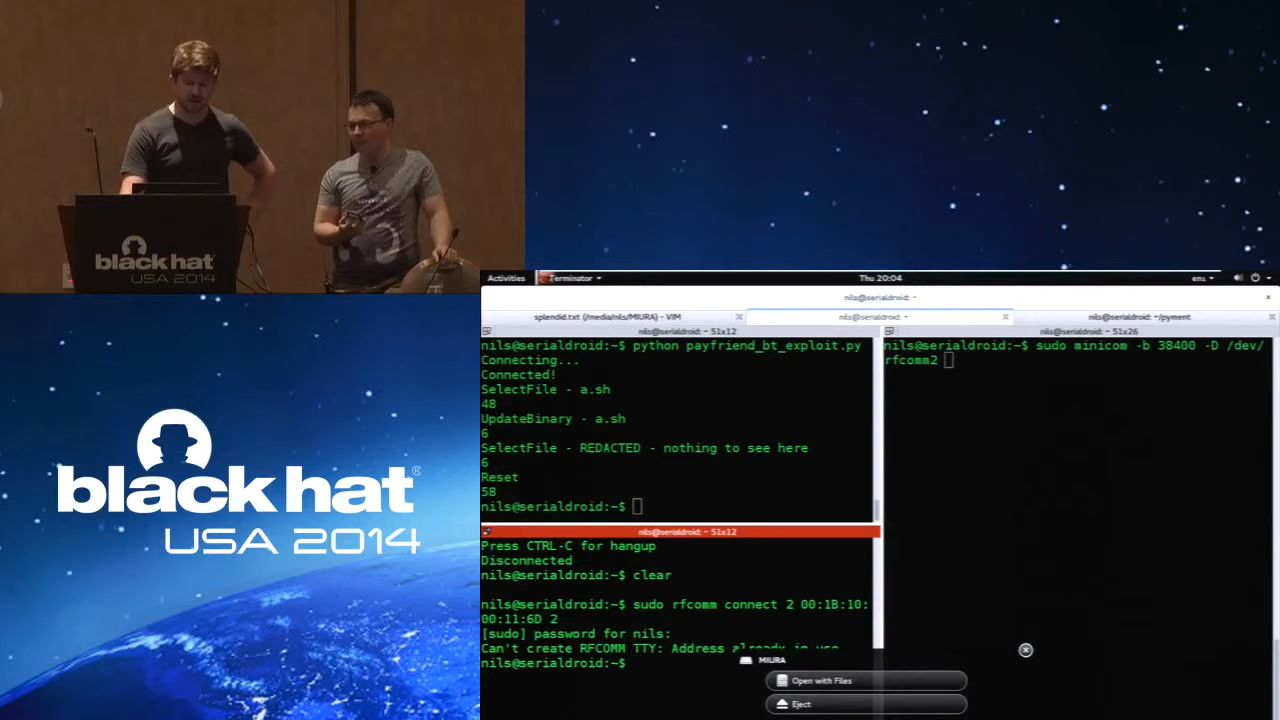 black hat
USA 2014
black hat®
USA 2014
Activities
Terminator
Thu 20:04
en1
nils@serialdroid: ~
splendid.txt (/media/nils/MIURA) - VIM
nils@serialdroid: ~
nils@serialdroid: ~/pyment
nils@serialdroid: ~ 51x12
nils@serialdroid:~$ python payfriend_bt_exploit.py
Connecting...
Connected!
SelectFile - a.sh
48
UpdateBinary - a.sh
6
SelectFile - REDACTED - nothing to see here
6
Reset
58
nils@serialdroid:~$
nils@serialdroid: ~ 51x12
Press CTRL-C for hangup
Disconnected
nils@serialdroid:~$ clear
nils@serialdroid:~$ sudo rfcomm connect 2 00:1B:10:
00:11:6D 2
[sudo] password for nils:
Can't create RFCOMM TTY: Address already in use
nils@serialdroid:~$
nils@serialdroid: ~ 51x26
nils@serialdroid:~$ sudo minicom -b 38400 -D /dev/
rfcomm2
MIURA
Open with Files
Eject